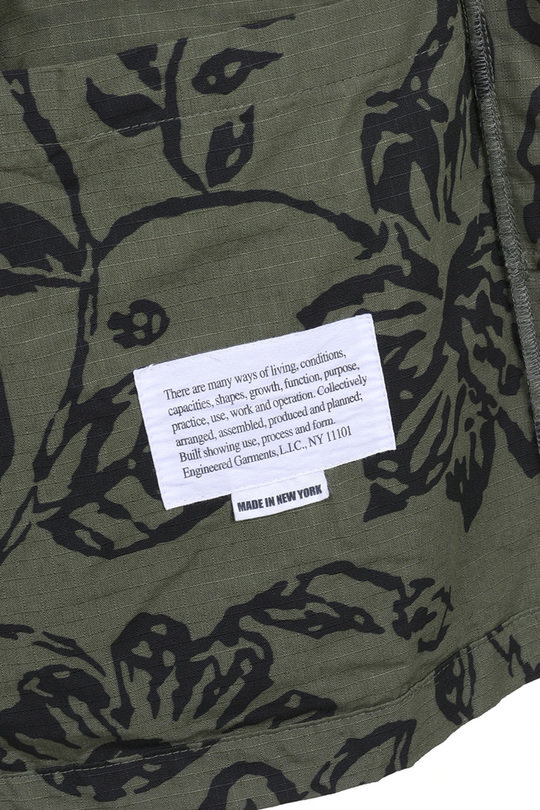 There are many ways of living, conditions,
capacities, shapes, growth, function, purpose,
practice, use, work and operation. Collectively
arranged, assembled, produced and planned;
Built showing use, process and form.
Engineered Garments, L.I.C., NY 11101
MADE IN NEW YORK